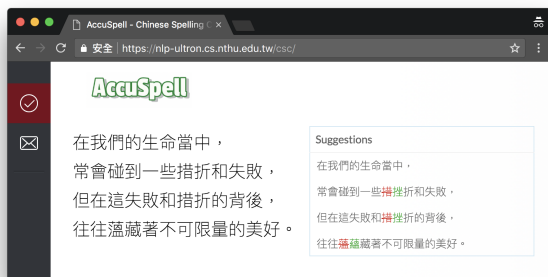 AccuSpell - Chinese Spelling C
安全 https://nlp-ultron.cs.nthu.edu.tw/csc/
AccuSpell
在我們的生命當中，
常會碰到一些措折和失敗，
但在這失敗和措折的背後，
往往薀藏著不可限量的美好。
Suggestions
在我們的生命當中，
常會碰到一些措挫折和失敗，
但在這失敗和措挫折的背後，
往往薀蘊藏著不可限量的美好。